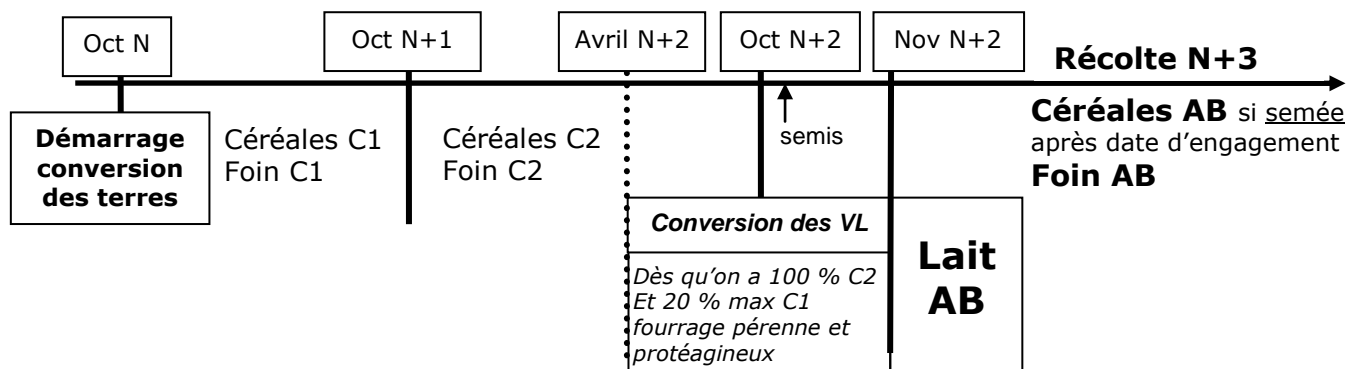 Oct N
Oct N+1
Avril N+2
Oct N+2
Nov N+2
Récolte N+3
Démarrage
conversion
des terres
Céréales C1
Foin C1
Céréales C2
Foin C2
semis
Céréales AB si semée
après date d'engagement
Foin AB
Conversion des VL
Dès qu'on a 100 % C2
Et 20 % max C1
fourrage pérenne et
protéagineux
Lait
AB